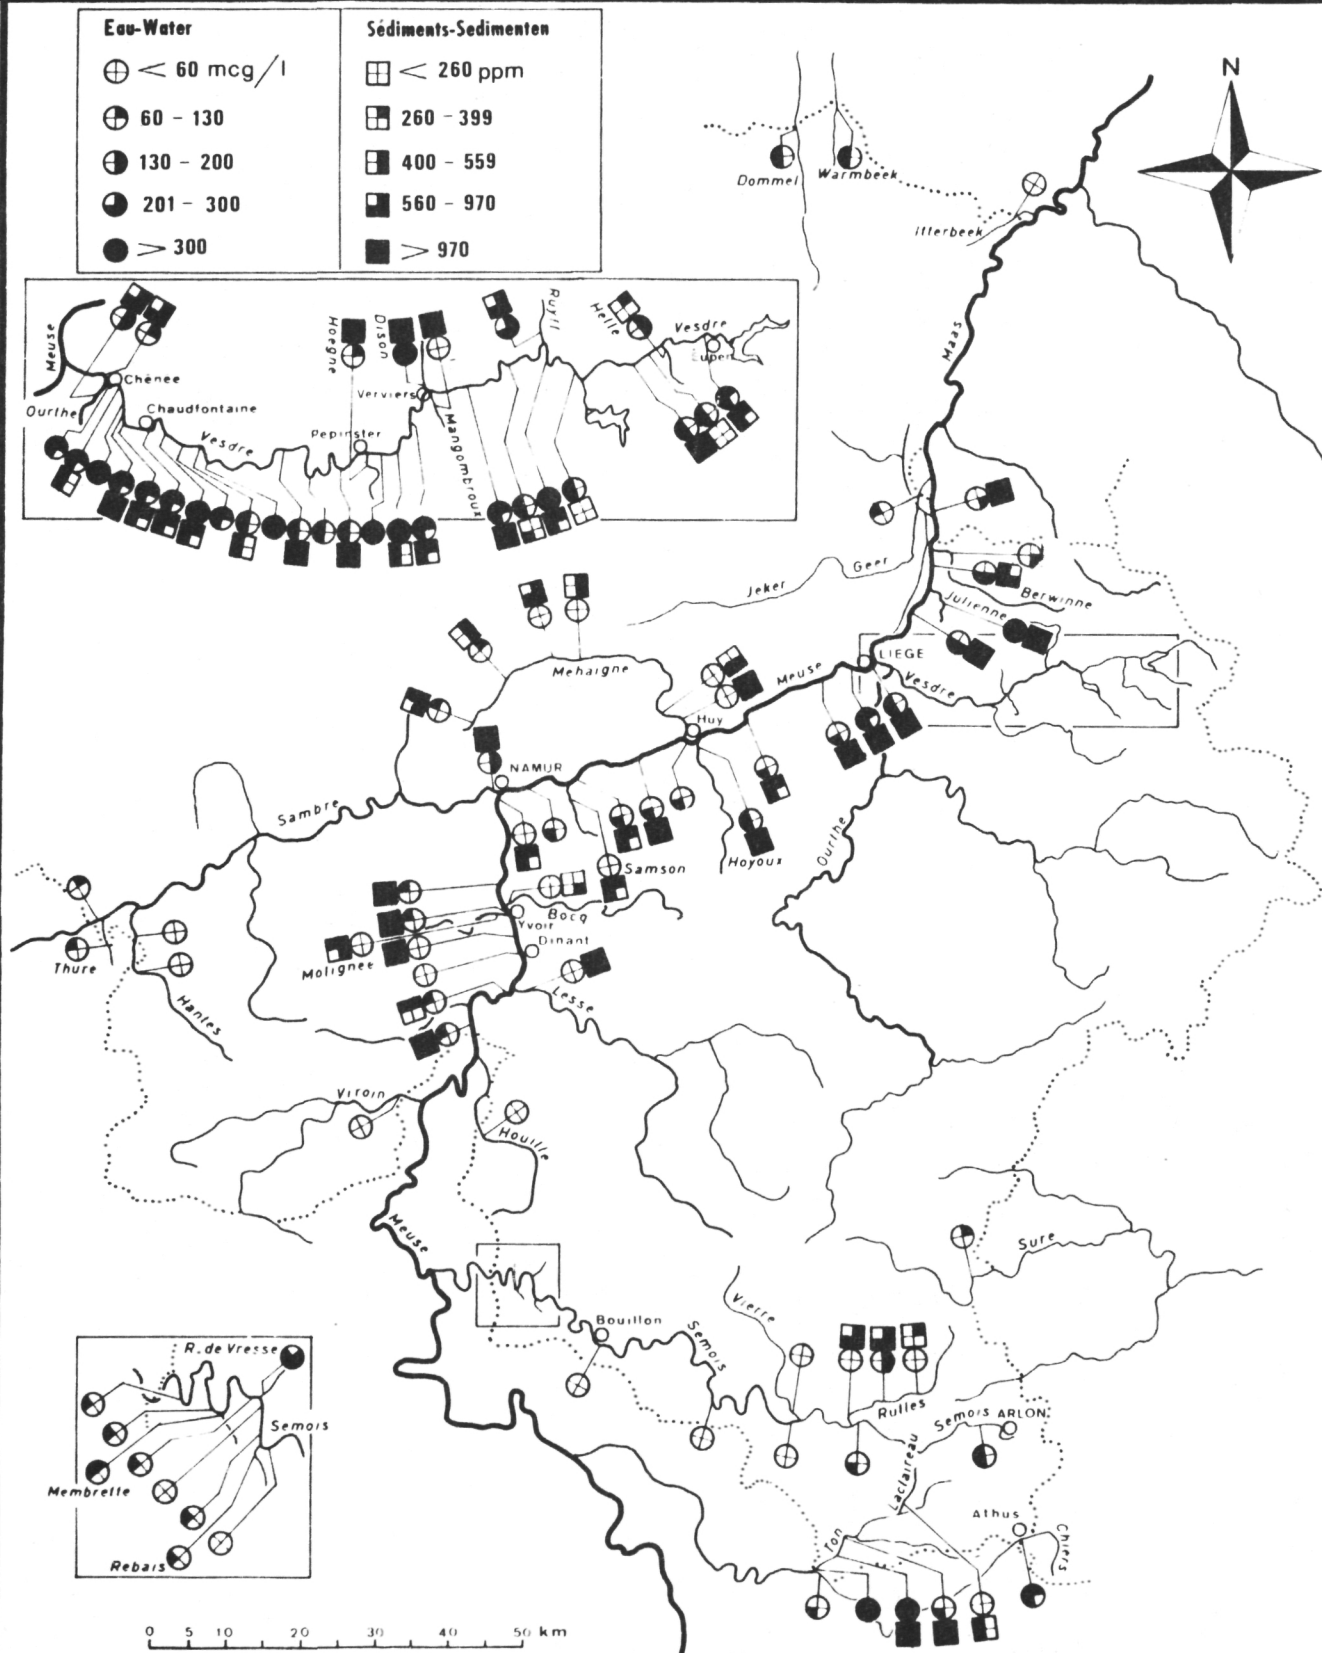 Eau-Water
Sédiments-Sedimenten
< 60 mcg/l
< 260 ppm
60 - 130
260 - 399
130 - 200
400 - 559
201 - 300
560 - 970
> 300
> 970
N
Dommel
Warmbeek
Itterbeek
Maas
Meuse
Hoegne
Dison
Ruyff
Helle
Vesdre
Eupen
Chênee
Ourthe
Chaudfontaine
Verviers
Vesdre
Pepinster
Mangombroux
Geer
Jeker
Berwinne
Julienne
LIEGE
Mehaigne
Meuse
Vesdre
Huy
NAMUR
Sambre
Ourthe
Samson
Hoyoux
Bocq
Yvoir
Dinant
Molignee
Thure
Hantes
Lesse
Viroin
Houille
Meuse
Sure
Vierre
Bouillon
Semois
R. de Vresse
Rulles
Semois
ARLON
Semois
Laclaireau
Membrette
Athus
Ton
Chiers
Rebais
0 5 10 20 30 50 km